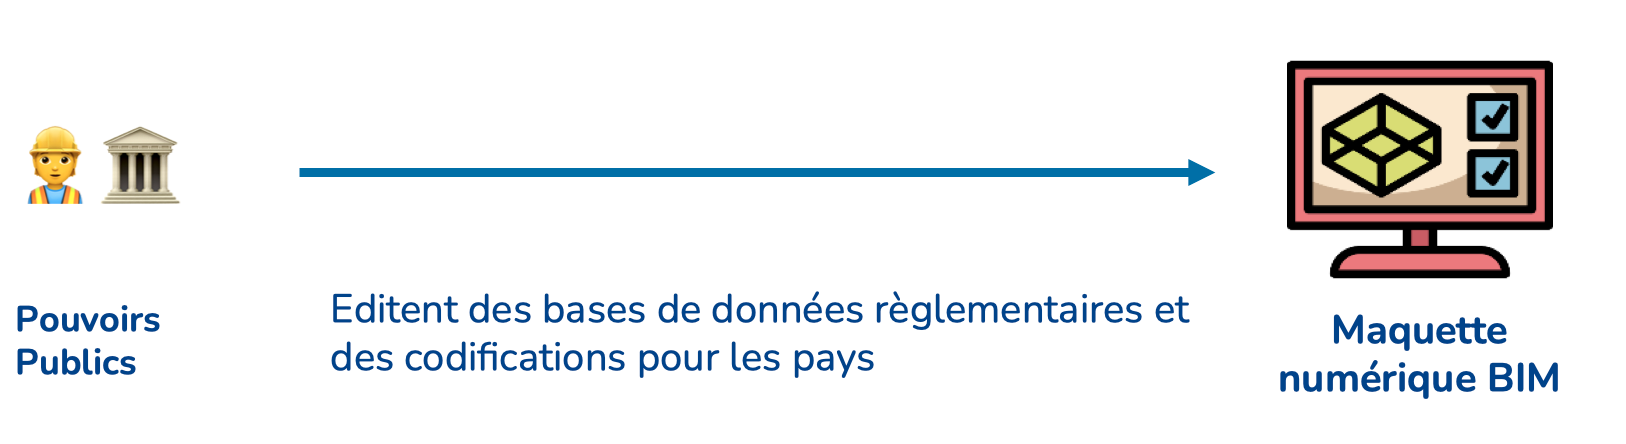 Pouvoirs
Publics
Editent des bases de données règlementaires et
des codifications pour les pays
Maquette
numérique BIM